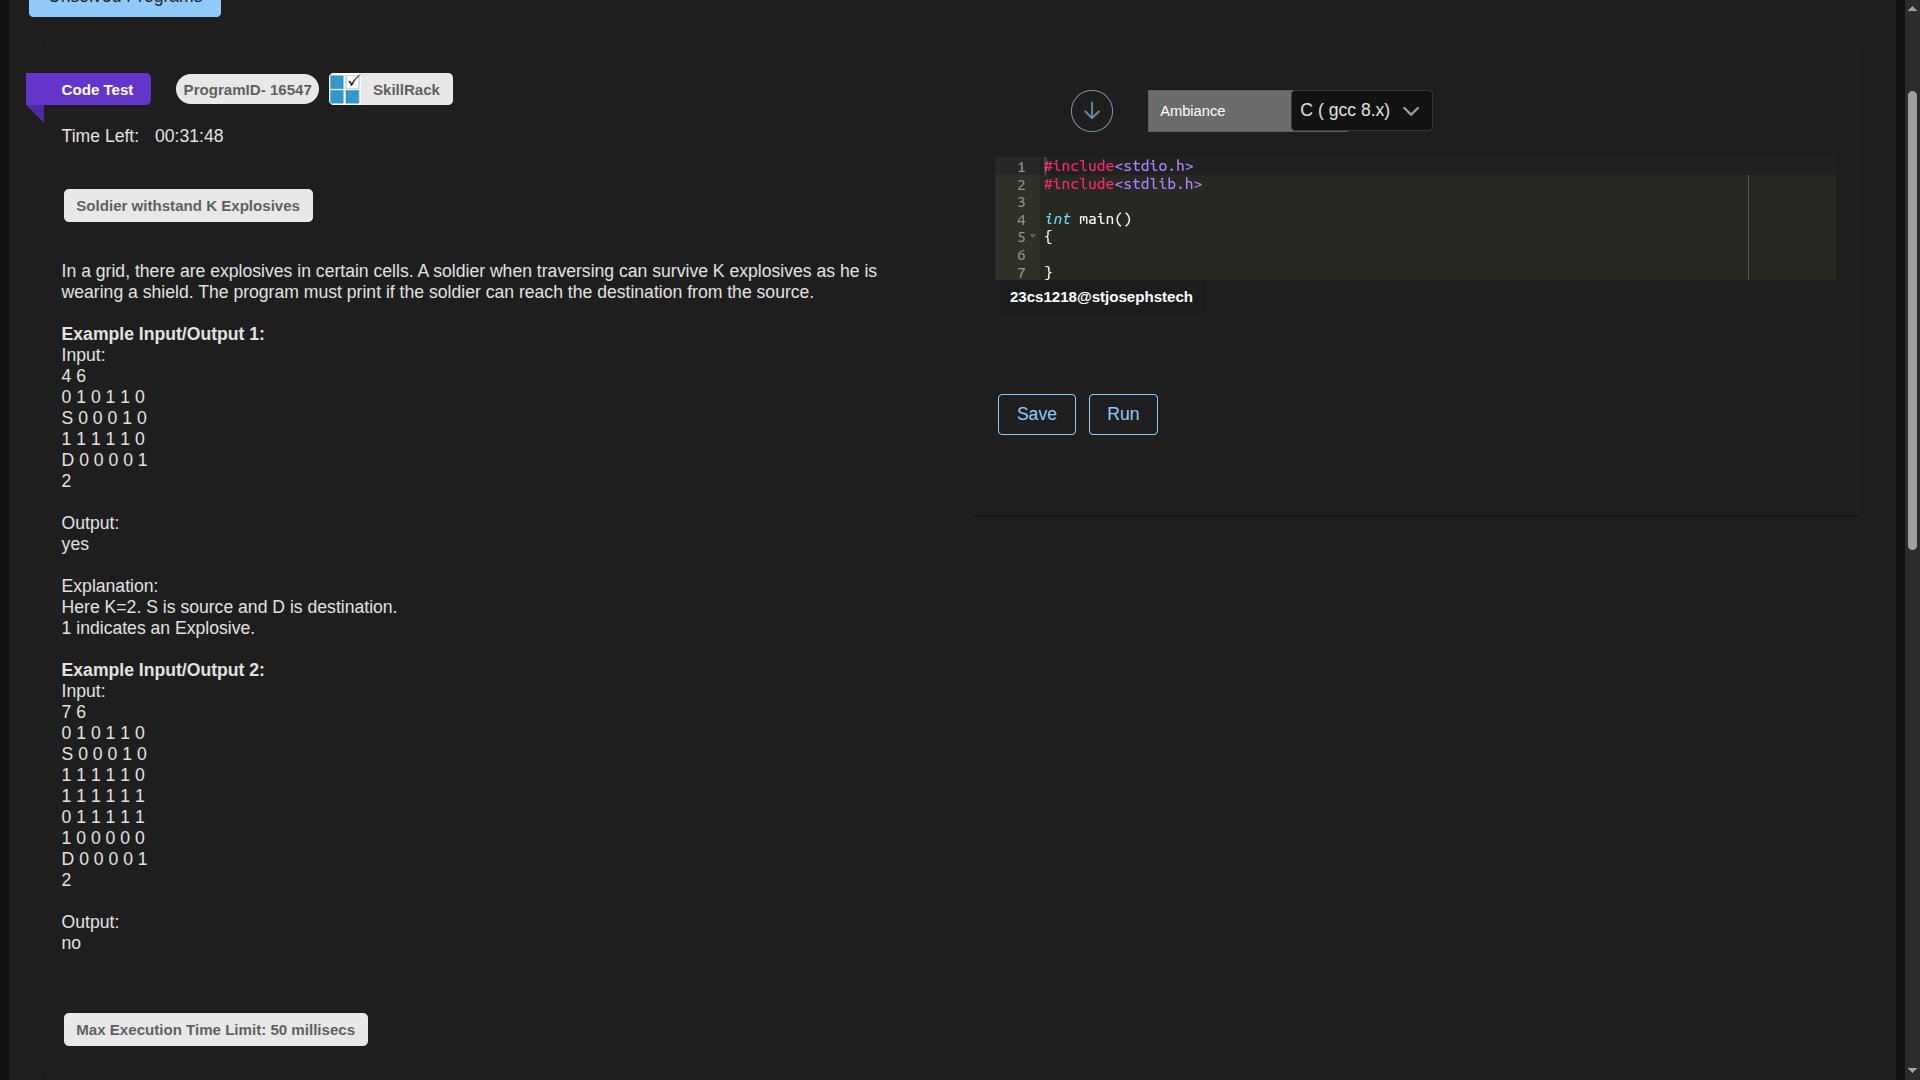 Unsolved Programs
Code Test
ProgramID- 16547
SkillRack
Time Left: 00:31:48
Soldier withstand K Explosives
In a grid, there are explosives in certain cells. A soldier when traversing can survive K explosives as he is
wearing a shield. The program must print if the soldier can reach the destination from the source.
Example Input/Output 1:
Input:
4 6
0 1 0 1 1 0
S 0 0 0 1 0
1 1 1 1 1 0
D 0 0 0 0 1
2
Output:
yes
Explanation:
Here K=2. S is source and D is destination.
1 indicates an Explosive.
Example Input/Output 2:
Input:
7 6
0 1 0 1 1 0
S 0 0 0 1 0
1 1 1 1 1 0
1 1 1 1 1 1
0 1 1 1 1 1
1 0 0 0 0 0
D 0 0 0 0 1
2
Output:
no
Max Execution Time Limit: 50 millisecs
Ambiance
C ( gcc 8.x)
1 #include<stdio.h>
2 #include<stdlib.h>
3
4 int main()
5 {
6
7 }
23cs1218@stjosephstech
Save
Run